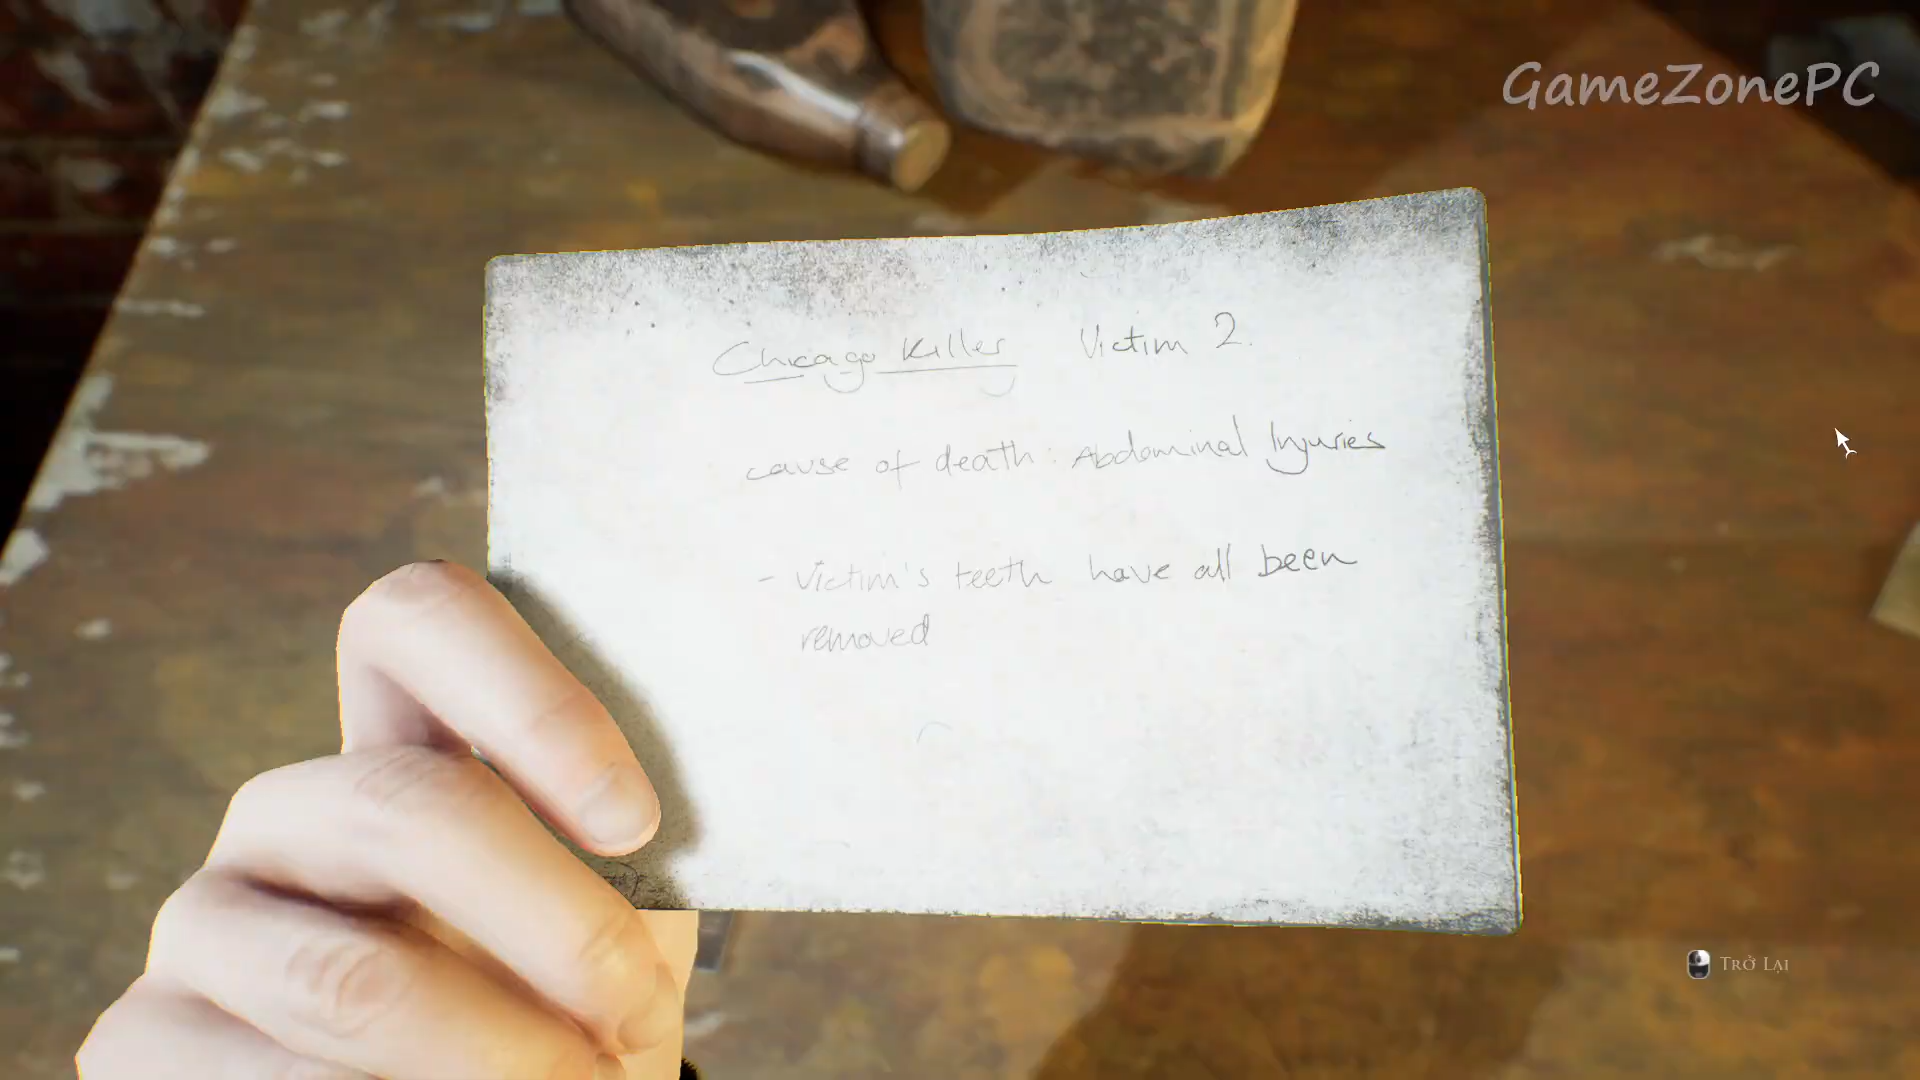 GameZonePC
Chicago Killer Victim 2.
cause of death: Abdominal Injuries
- Victim's teeth have all been
removed
TRỞ LẠI